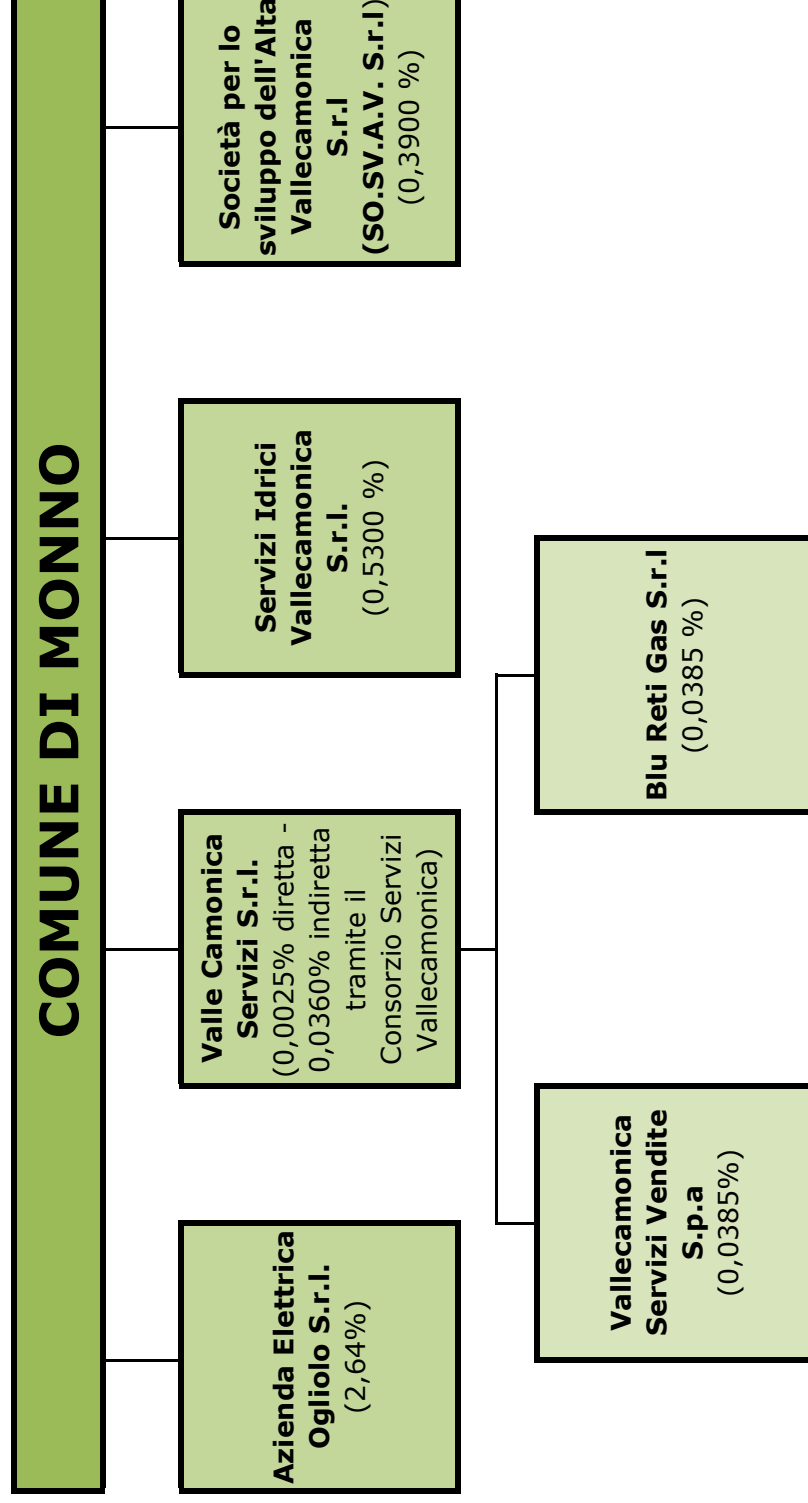 COMUNE DI MONNO
Azienda Elettrica
Ogliolo S.r.l.
(2,64%)
Valle Camonica
Servizi S.r.l.
(0,0025% diretta -
0,0360% indiretta
tramite il
Consorzio Servizi
Vallecamonica)
Servizi Idrici
Vallecamonica
S.r.l.
(0,5300 %)
Società per lo
sviluppo dell'Alta
Vallecamonica
S.r.l
(SO.SV.A.V. S.r.l)
(0,3900 %)
Vallecamonica
Servizi Vendite
S.p.a
(0,0385%)
Blu Reti Gas S.r.l
(0,0385 %)